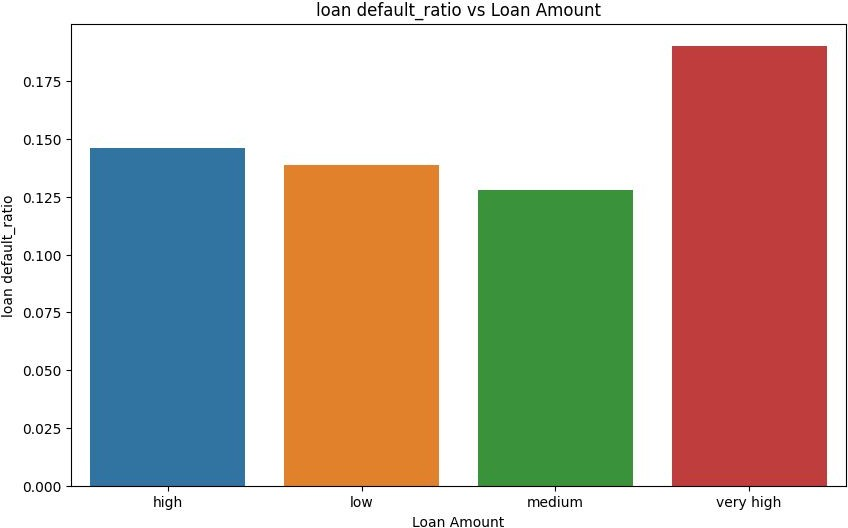 loan default_ratio vs Loan Amount
loan default_ratio
0.175
0.150
0.125
0.100
0.075
0.050
0.025
0.000
high low medium very high
Loan Amount